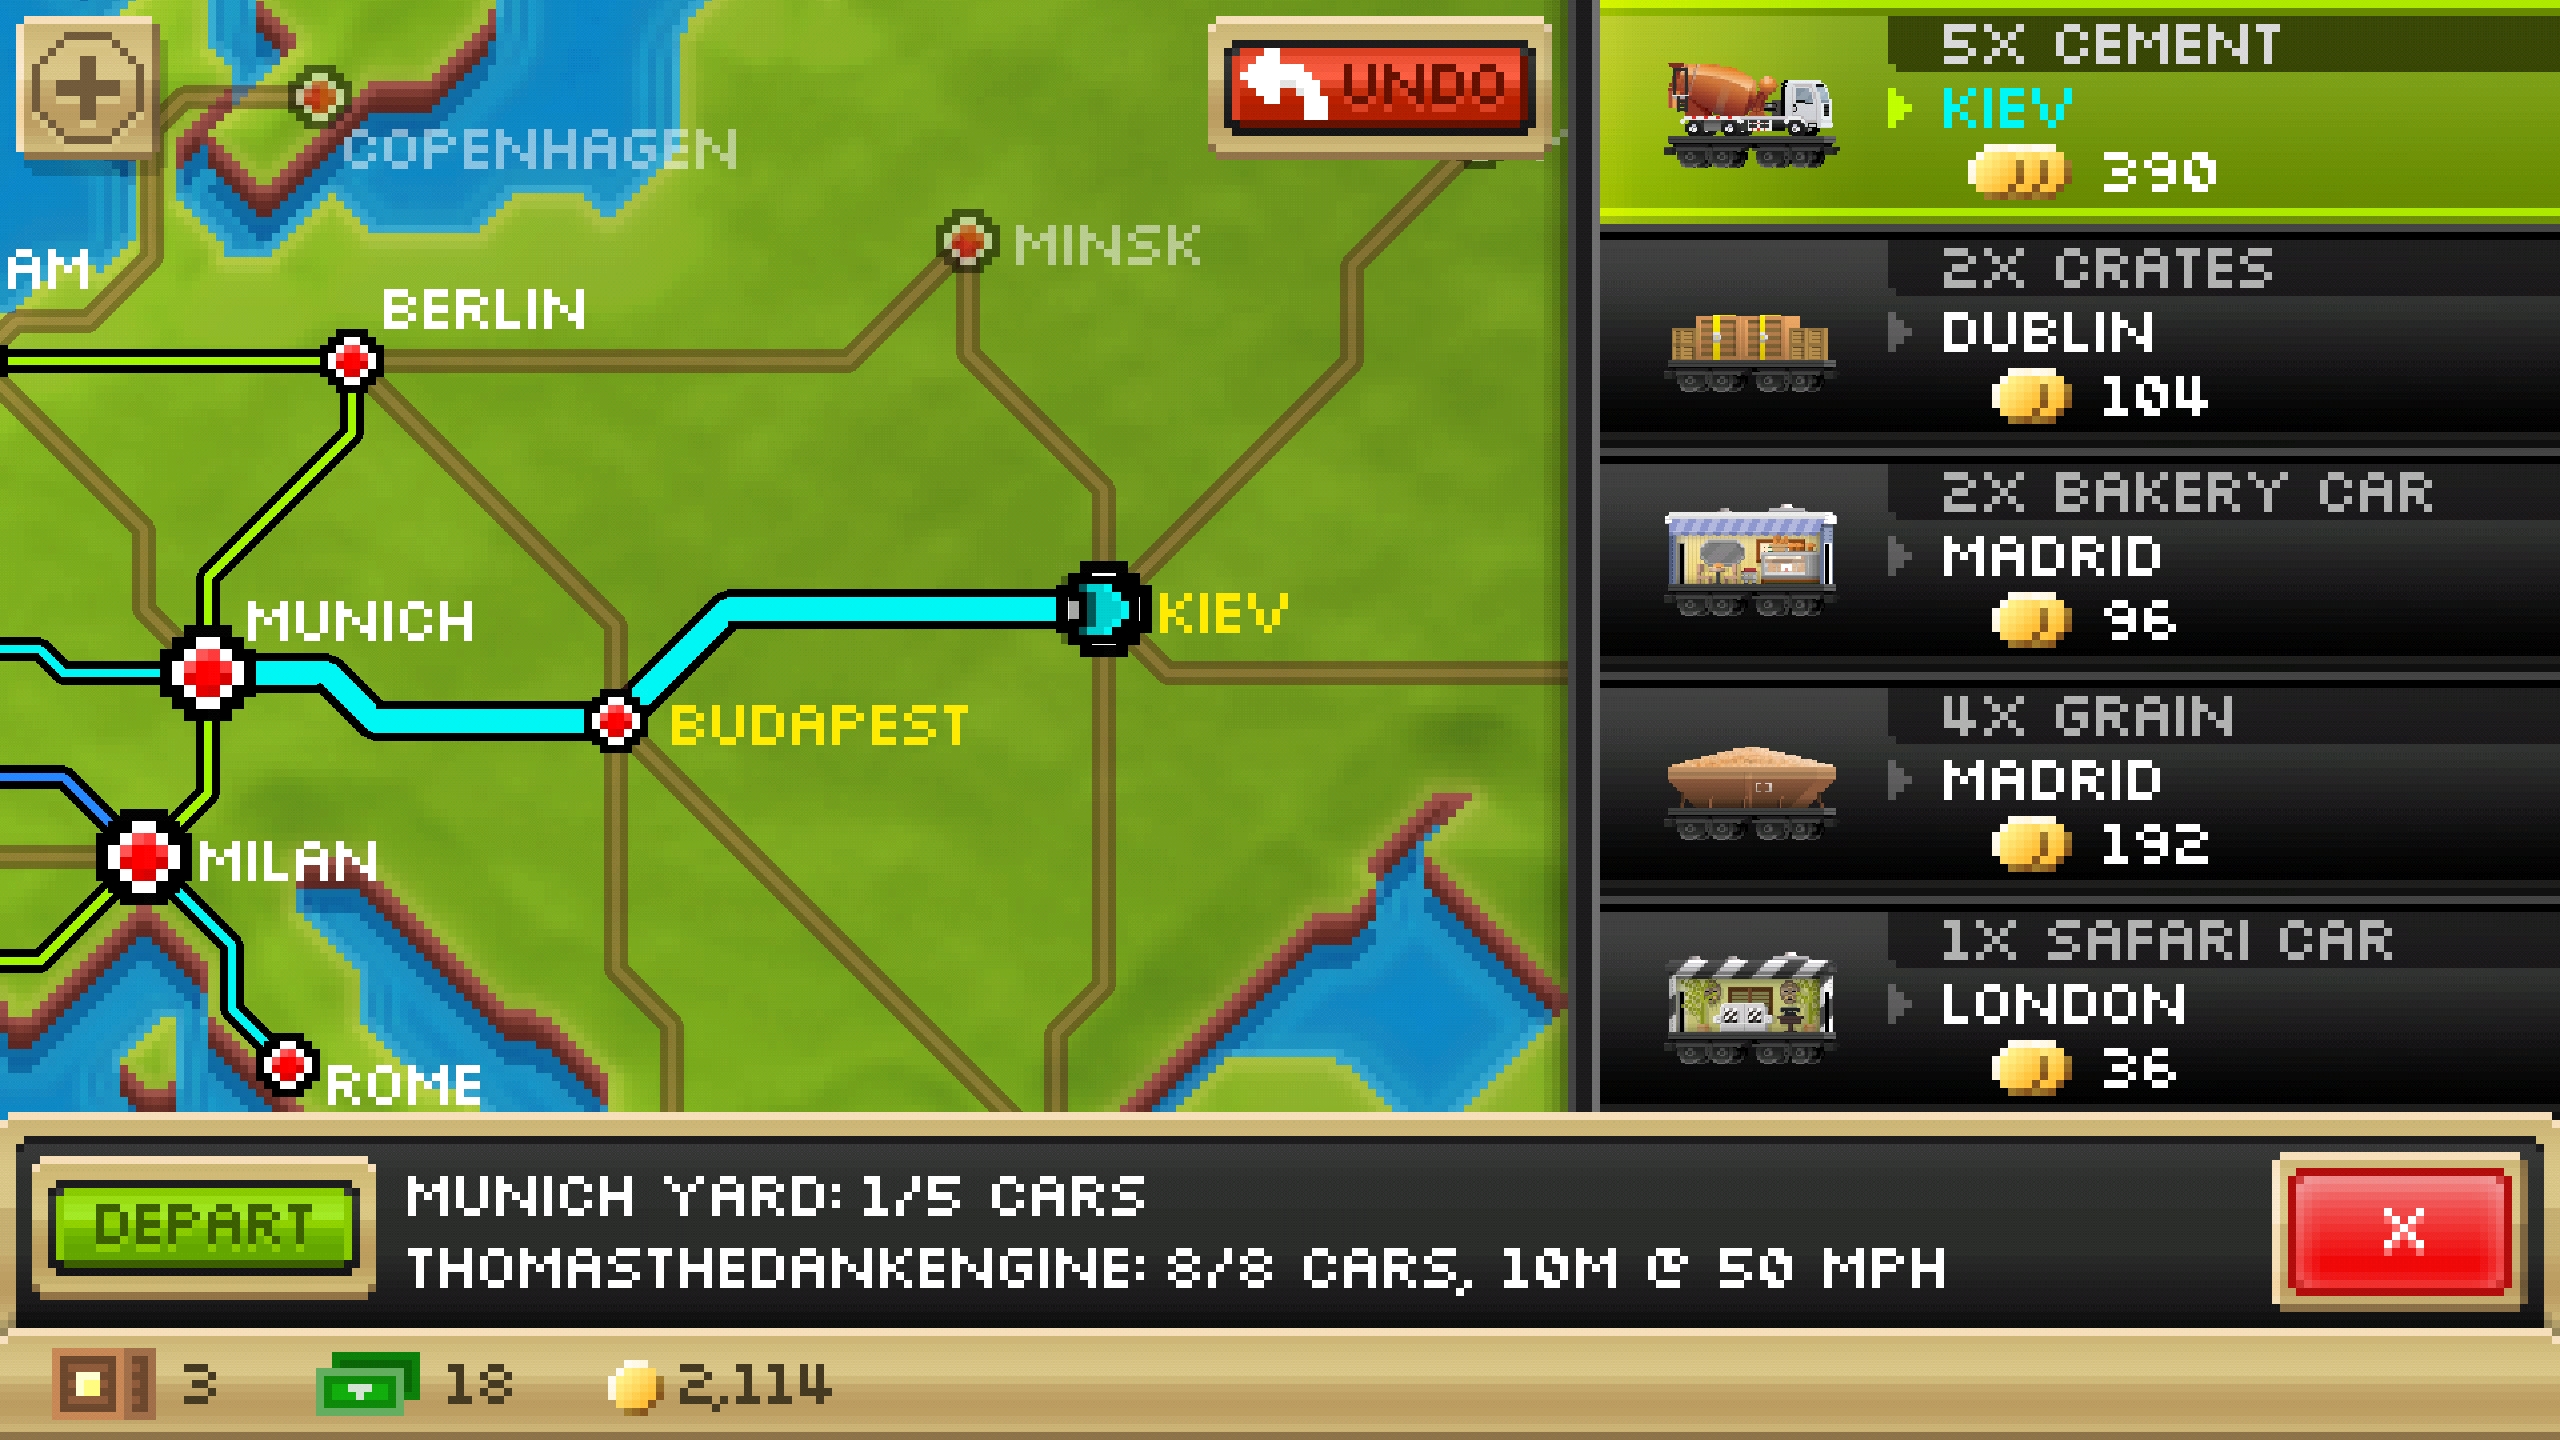 COPENHAGEN
UNDO
MINSK
AM
BERLIN
MUNICH
KIEV
BUDAPEST
MILAN
ROME
5X CEMENT
KIEV
390
2X CRATES
DUBLIN
104
2X BAKERY CAR
MADRID
96
4X GRAIN
MADRID
192
1X SAFARI CAR
LONDON
36
DEPART
MUNICH YARD: 1/5 CARS
THOMASTHEDANKENGINE: 8/8 CARS, 10M @ 50 MPH
X
3
18
2,114